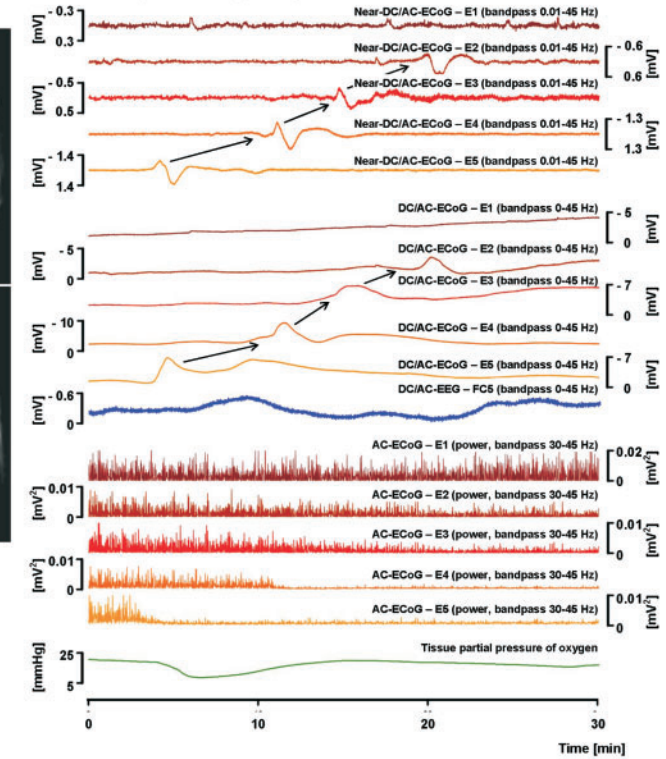 - 0.3 Near-DC/AC-ECoG – E1 (bandpass 0.01-45 Hz)
[mV]
0.3
Near-DC/AC-ECoG – E2 (bandpass 0.01-45 Hz) - 0.6
0.6 [mV]
-0.5 Near-DC/AC-ECoG – E3 (bandpass 0.01-45 Hz)
[mV] 0.5
Near-DC/AC-ECoG – E4 (bandpass 0.01-45 Hz) - 1.3
1.3 [mV]
- 1.4 Near-DC/AC-ECoG – E5 (bandpass 0.01-45 Hz)
[mV] 1.4
DC/AC-ECoG – E1 (bandpass 0-45 Hz) - 5
0 [mV]
DC/AC-ECoG – E2 (bandpass 0-45 Hz)
[mV] -5
0
DC/AC-ECoG – E3 (bandpass 0-45 Hz) - 7
0 [mV]
- 10 DC/AC-ECoG – E4 (bandpass 0-45 Hz)
[mV] 0
DC/AC-ECoG – E5 (bandpass 0-45 Hz) - 7
0 [mV]
DC/AC-EEG – FC5 (bandpass 0-45 Hz)
[mV] -0.6
0
AC-ECoG – E1 (power, bandpass 30-45 Hz) 0.02
0 [mV²]
[mV²] 0.01 AC-ECoG – E2 (power, bandpass 30-45 Hz)
0
AC-ECoG – E3 (power, bandpass 30-45 Hz) 0.01
0 [mV²]
[mV²] 0.01 AC-ECoG – E4 (power, bandpass 30-45 Hz)
0
AC-ECoG – E5 (power, bandpass 30-45 Hz) 0.01
0 [mV²]
Tissue partial pressure of oxygen
[mmHg] 25
5
0 10 20 30
Time [min]